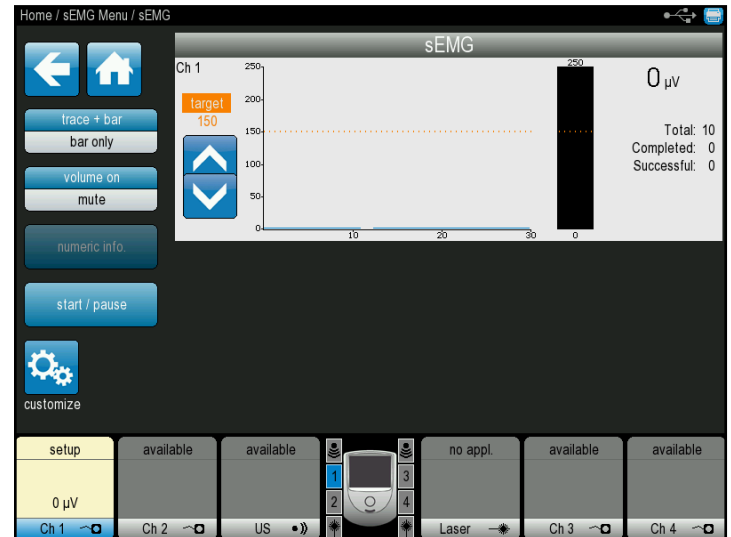 Home / sEMG Menu / sEMG
sEMG
Ch 1
target
150
250
200
150
100
50
0
10
20
30
250
0
0 µV
Total: 10
Completed: 0
Successful: 0
trace + bar
bar only
volume on
mute
numeric info.
start / pause
customize
setup
0 µV
Ch 1
available
Ch 2
available
US
1
2
3
4
no appl.
Laser
available
Ch 3
available
Ch 4